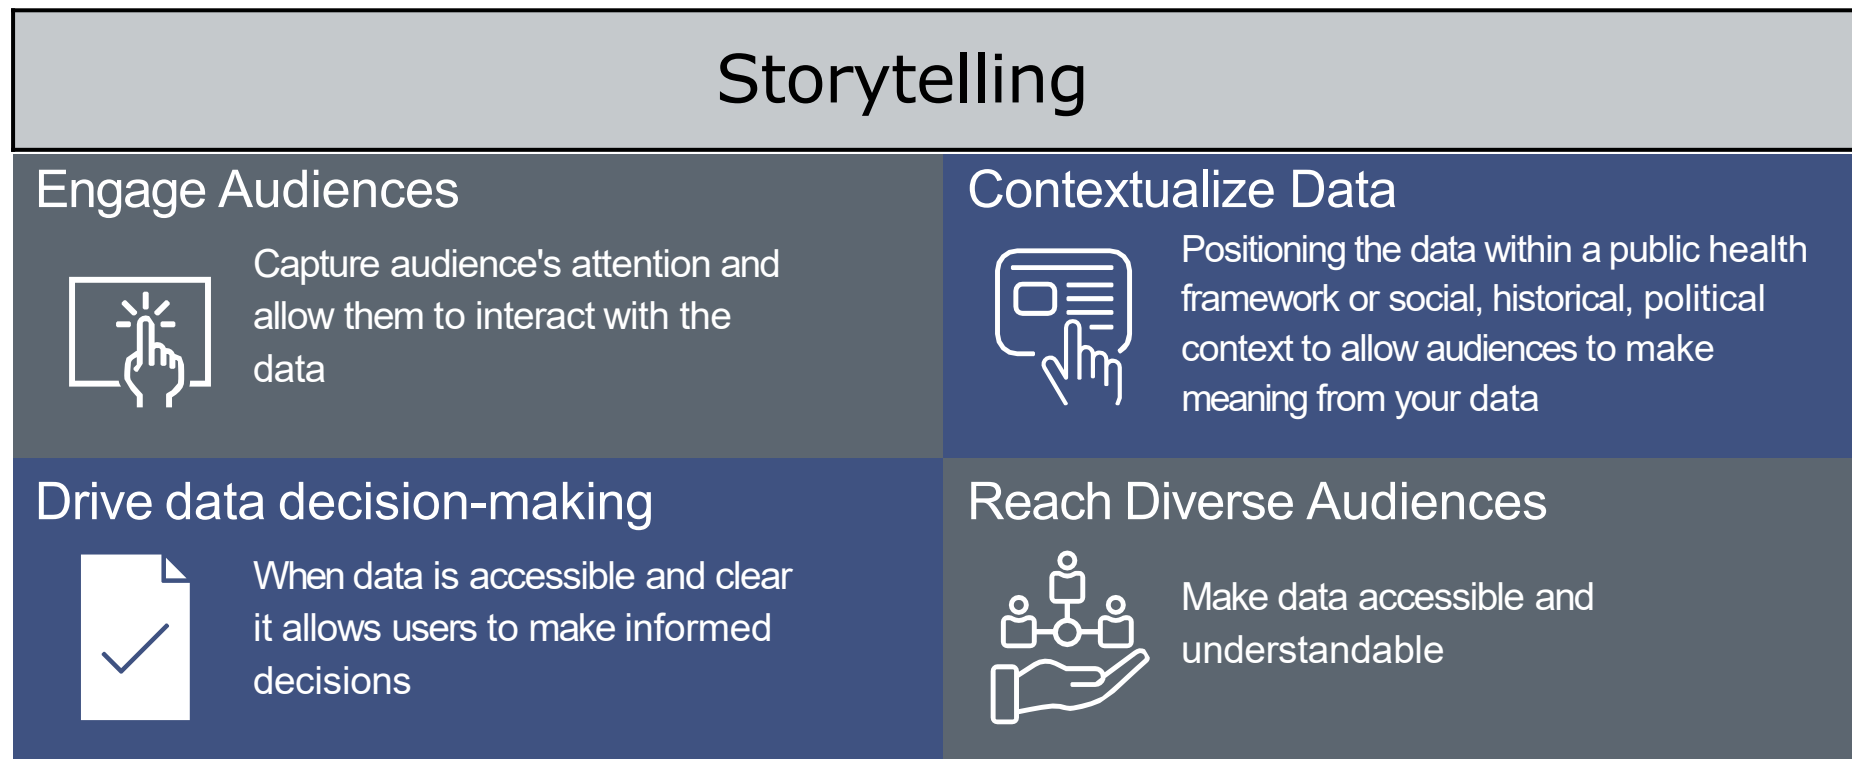 Storytelling
Engage Audiences
Capture audience's attention and
allow them to interact with the
data
Contextualize Data
Positioning the data within a public health
framework or social, historical, political
context to allow audiences to make
meaning from your data
Drive data decision-making
When data is accessible and clear
it allows users to make informed
decisions
Reach Diverse Audiences
Make data accessible and
understandable